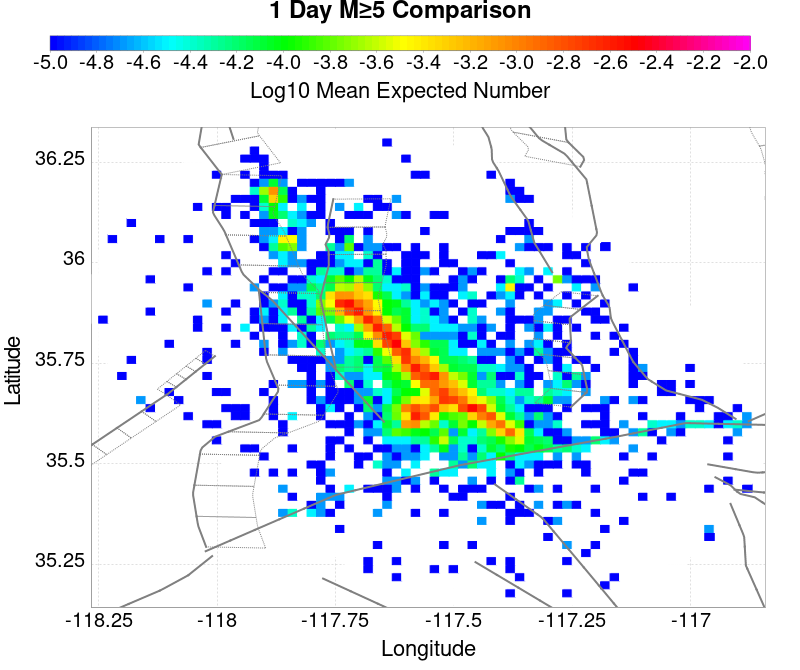 1 Day M≥5 Comparison
-5.0 -4.8 -4.6 -4.4 -4.2 -4.0 -3.8 -3.6 -3.4 -3.2 -3.0 -2.8 -2.6 -2.4 -2.2 -2.0
Log10 Mean Expected Number
36.25
36
35.75
35.5
35.25
Latitude
-118.25 -118 -117.75 -117.5 -117.25 -117
Longitude